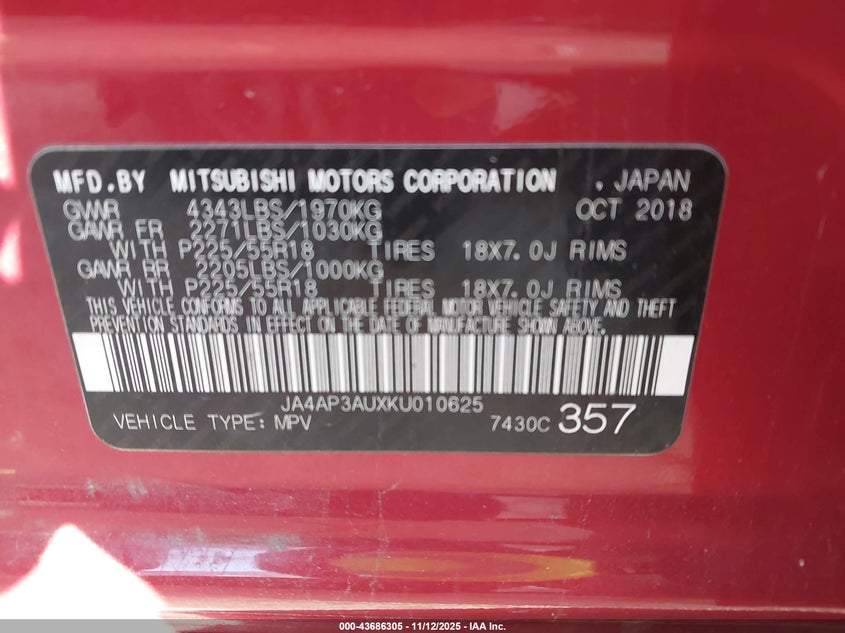 MFD.BY MITSUBISHI MOTORS CORPORATION .JAPAN
GVWR 4343LBS/1970KG OCT 2018
GAWR FR 2271LBS/1030KG
WITH P225/55R18 TIRES 18X7.0J RIMS
GAWR RR 2205LBS/1000KG
WITH P225/55R18 TIRES 18X7.0J RIMS
THIS VEHICLE CONFORMS TO ALL APPLICABLE FEDERAL MOTOR VEHICLE SAFETY AND THEFT
PREVENTION STANDARDS IN EFFECT ON THE DATE OF MANUFACTURE SHOWN ABOVE.
JA4AP3AUXKU010625
VEHICLE TYPE: MPV 7430C 357
000-43686305 - 11/12/2025 - IAA Inc.